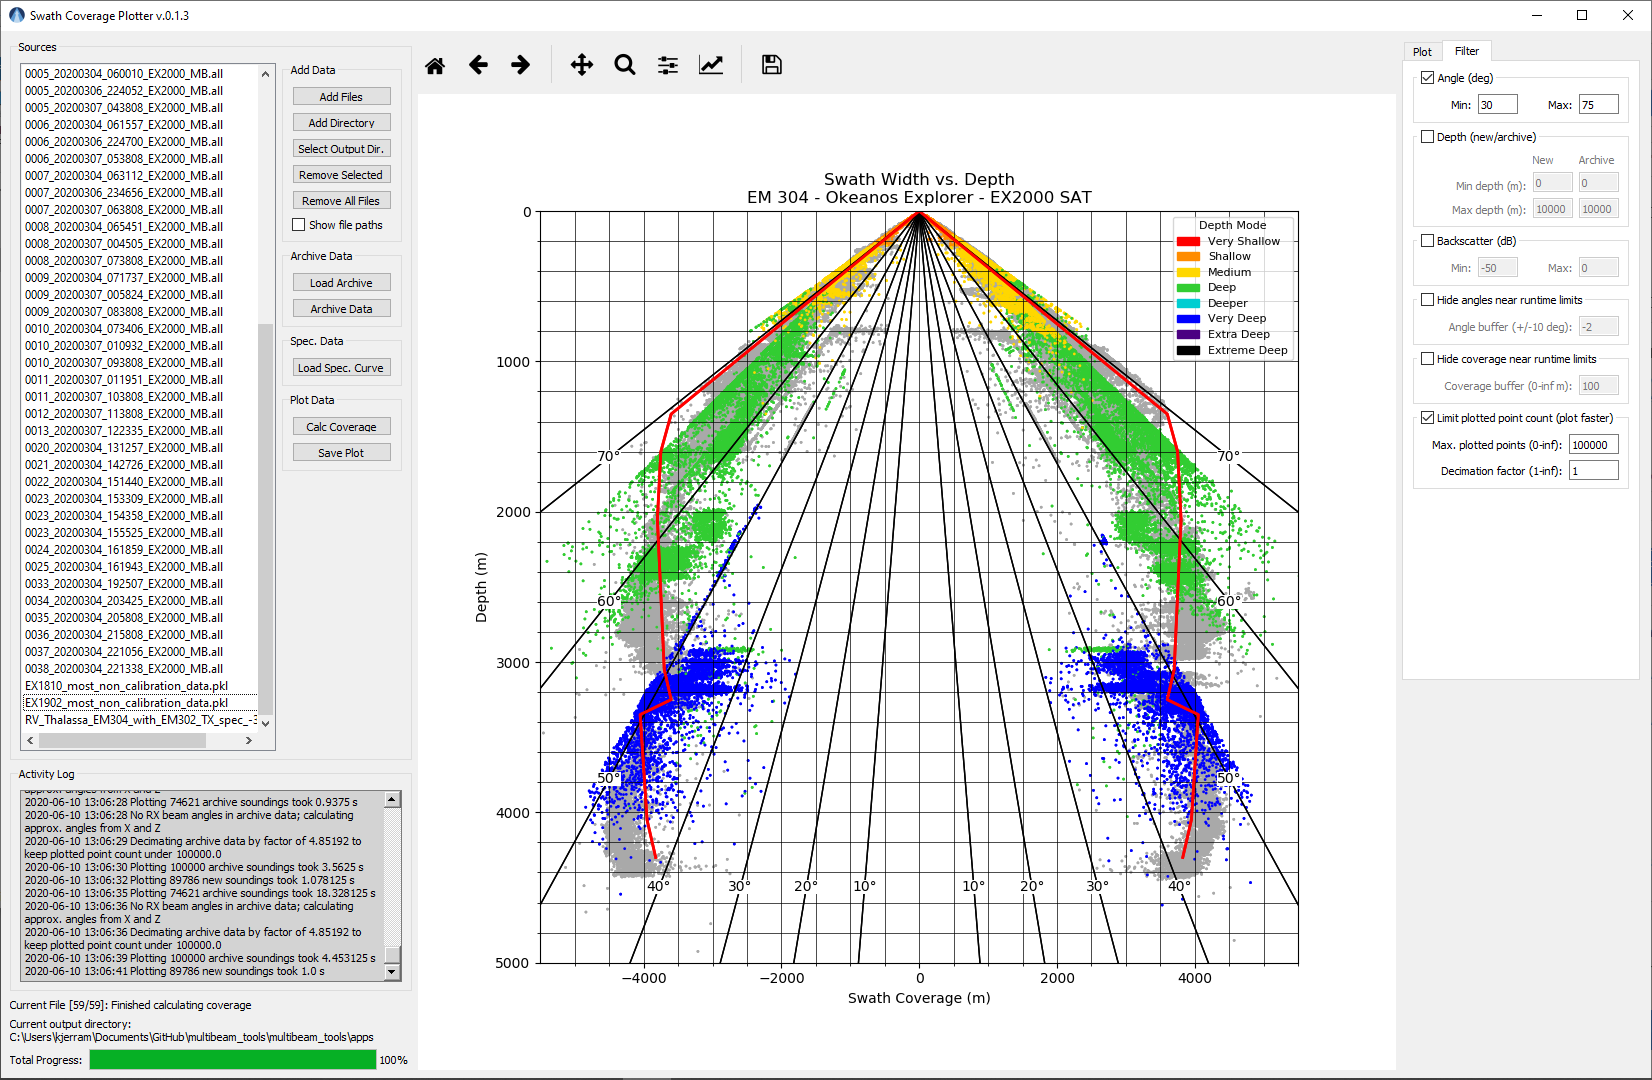 Swath Coverage Plotter v.0.1.3
Sources
0005_20200304_060010_EX2000_MB.all
0005_20200306_224052_EX2000_MB.all
0005_20200307_043808_EX2000_MB.all
0006_20200304_061557_EX2000_MB.all
0006_20200306_224700_EX2000_MB.all
0006_20200307_053808_EX2000_MB.all
0007_20200304_063112_EX2000_MB.all
0007_20200306_234656_EX2000_MB.all
0007_20200307_063808_EX2000_MB.all
0008_20200304_065451_EX2000_MB.all
0008_20200307_004505_EX2000_MB.all
0008_20200307_073808_EX2000_MB.all
0009_20200304_071737_EX2000_MB.all
0009_20200307_005824_EX2000_MB.all
0009_20200307_083808_EX2000_MB.all
0010_20200304_073406_EX2000_MB.all
0010_20200307_010932_EX2000_MB.all
0010_20200307_093808_EX2000_MB.all
0011_20200307_011951_EX2000_MB.all
0011_20200307_103808_EX2000_MB.all
0012_20200307_113808_EX2000_MB.all
0013_20200307_122335_EX2000_MB.all
0020_20200304_131257_EX2000_MB.all
0021_20200304_142726_EX2000_MB.all
0022_20200304_151440_EX2000_MB.all
0023_20200304_153309_EX2000_MB.all
0023_20200304_154358_EX2000_MB.all
0023_20200304_155525_EX2000_MB.all
0024_20200304_161859_EX2000_MB.all
0025_20200304_161943_EX2000_MB.all
0033_20200304_192507_EX2000_MB.all
0034_20200304_203425_EX2000_MB.all
0035_20200304_205808_EX2000_MB.all
0036_20200304_215808_EX2000_MB.all
0037_20200304_221056_EX2000_MB.all
0038_20200304_221338_EX2000_MB.all
EX1810_most_non_calibration_data.pkl
EX1902_most_non_calibration_data.pkl
RV_Thalassa_EM304_with_EM302_TX_spec_-3
Add Data
Add Files
Add Directory
Select Output Dir.
Remove Selected
Remove All Files
Show file paths
Archive Data
Load Archive
Archive Data
Spec. Data
Load Spec. Curve
Plot Data
Calc Coverage
Save Plot
Activity Log
approx. angles from X and Z
2020-06-10 13:06:28 Plotting 74621 archive soundings took 0.9375 s
2020-06-10 13:06:28 No RX beam angles in archive data; calculating
approx. angles from X and Z
2020-06-10 13:06:29 Decimating archive data by factor of 4.85192 to
keep plotted point count under 100000.0
2020-06-10 13:06:30 Plotting 100000 archive soundings took 3.5625 s
2020-06-10 13:06:32 Plotting 89786 new soundings took 1.078125 s
2020-06-10 13:06:35 Plotting 74621 archive soundings took 18.328125 s
2020-06-10 13:06:36 No RX beam angles in archive data; calculating
approx. angles from X and Z
2020-06-10 13:06:36 Decimating archive data by factor of 4.85192 to
keep plotted point count under 100000.0
2020-06-10 13:06:39 Plotting 100000 archive soundings took 4.453125 s
2020-06-10 13:06:41 Plotting 89786 new soundings took 1.0 s
Current File [59/59]: Finished calculating coverage
Current output directory:
C:\Users\kjerram\Documents\GitHub\multibeam_tools\multibeam_tools\apps
Total Progress: 100%
Swath Width vs. Depth
EM 304 - Okeanos Explorer - EX2000 SAT
Depth Mode
Very Shallow
Shallow
Medium
Deep
Deeper
Very Deep
Extra Deep
Extreme Deep
0
1000
2000
3000
4000
5000
Depth (m)
70° 70°
60° 60°
50° 50°
40° 30° 20° 10° 10° 20° 30° 40°
−4000 −2000 0 2000 4000
Swath Coverage (m)
Plot Filter
Angle (deg)
Min: 30 Max: 75
Depth (new/archive)
New Archive
Min depth (m): 0 0
Max depth (m): 10000 10000
Backscatter (dB)
Min: -50 Max: 0
Hide angles near runtime limits
Angle buffer (+/-10 deg): -2
Hide coverage near runtime limits
Coverage buffer (0-inf m): 100
Limit plotted point count (plot faster)
Max. plotted points (0-inf): 100000
Decimation factor (1-inf): 1